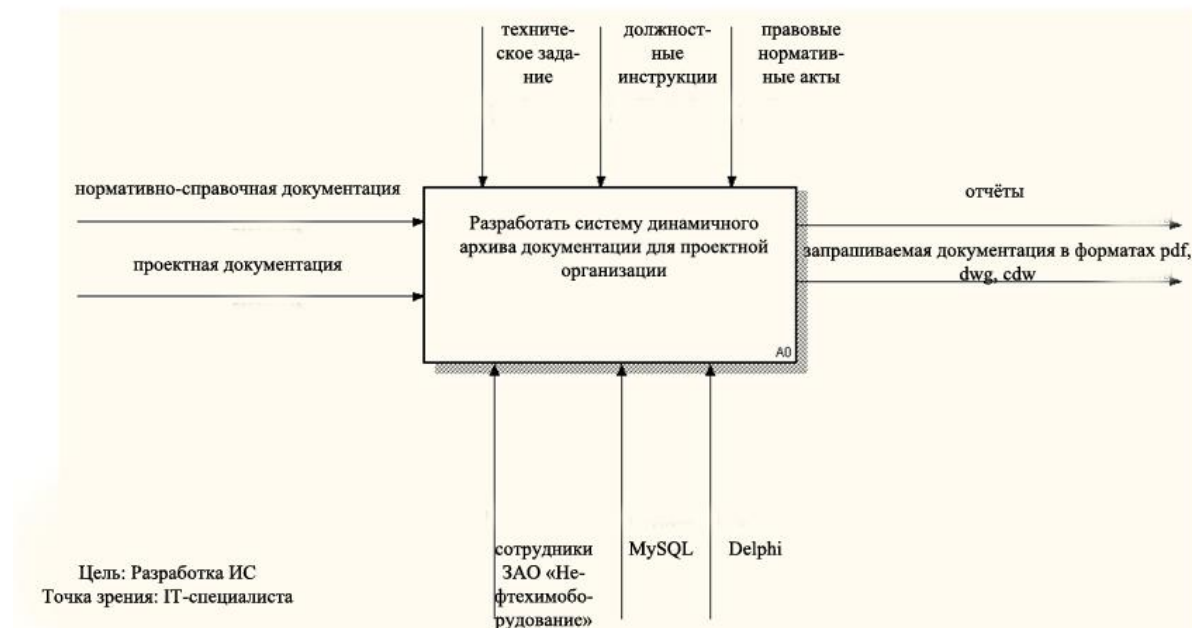 техниче-
ское зада-
ние
должност-
ные
инструкции
правовые
норматив-
ные акты
нормативно-справочная документация
проектная документация
Разработать систему динамичного
архива документации для проектной
организации
A0
отчёты
запрашиваемая документация в форматах pdf,
dwg, cdw
сотрудники
ЗАО «Не-
фтехимобо-
рудование»
MySQL
Delphi
Цель: Разработка ИС
Точка зрения: IT-специалиста